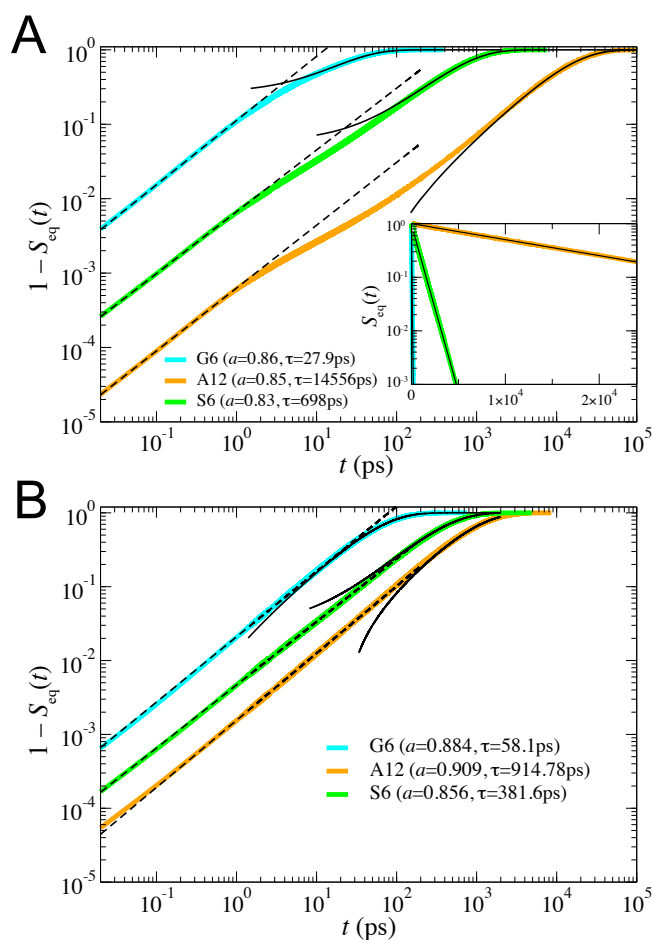 A
10^0
10^-1
10^-2
10^-3
10^-4
10^-5
1 − S_eq(t)
G6 (a=0.86, τ=27.9ps)
A12 (a=0.85, τ=14556ps)
S6 (a=0.83, τ=698ps)
10^0
10^-1
10^-2
10^-3
S_eq(t)
0 1×10^4 2×10^4
10^-1 10^0 10^1 10^2 10^3 10^4 10^5
t (ps)
B
10^0
10^-1
10^-2
10^-3
10^-4
10^-5
1 − S_eq(t)
G6 (a=0.884, τ=58.1ps)
A12 (a=0.909, τ=914.78ps)
S6 (a=0.856, τ=381.6ps)
10^-1 10^0 10^1 10^2 10^3 10^4 10^5
t (ps)